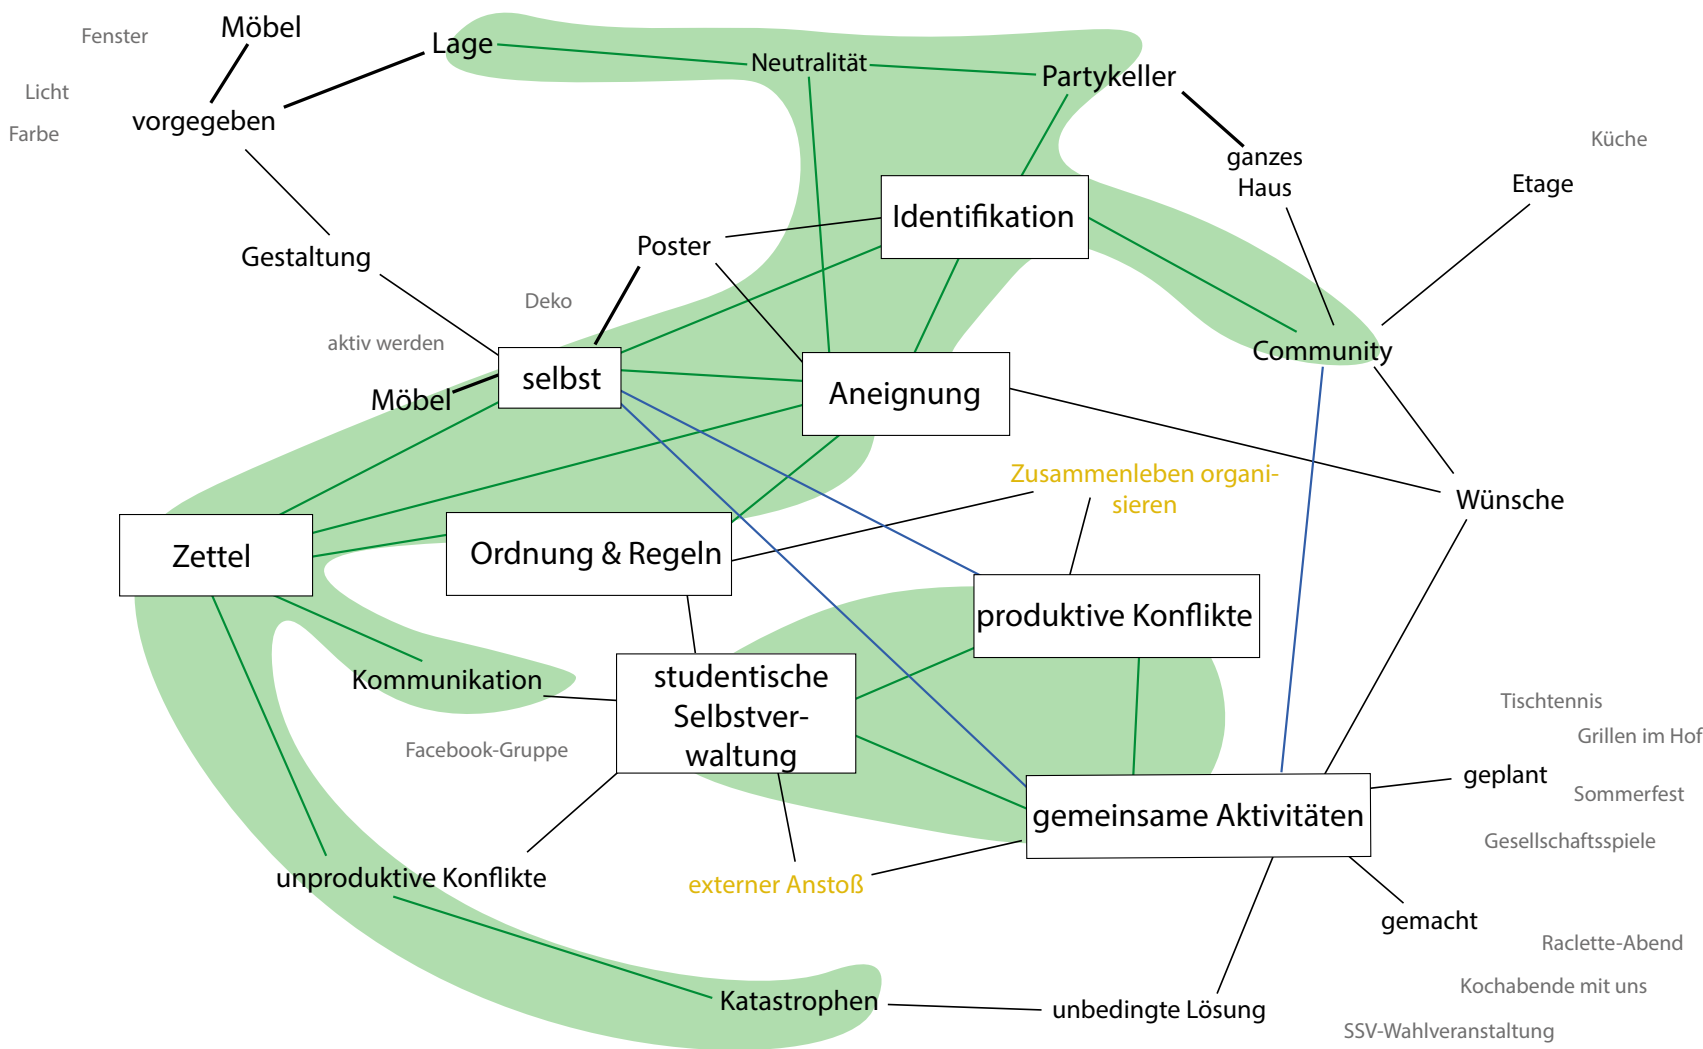 Möbel
Fenster
Lage
Neutralität
Partykeller
Licht
vorgegeben
Farbe
Küche
ganzes
Haus
Etage
Identifikation
Poster
Gestaltung
Deko
aktiv werden
Community
selbst
Möbel
Aneignung
Zusammenleben organi-
sieren
Wünsche
Zettel
Ordnung & Regeln
produktive Konflikte
Kommunikation
studentische
Selbstver-
waltung
Facebook-Gruppe
Tischtennis
Grillen im Hof
geplant
Sommerfest
gemeinsame Aktivitäten
Gesellschaftsspiele
unproduktive Konflikte
externer Anstoß
gemacht
Raclette-Abend
Kochabende mit uns
Katastrophen
unbedingte Lösung
SSV-Wahlveranstaltung